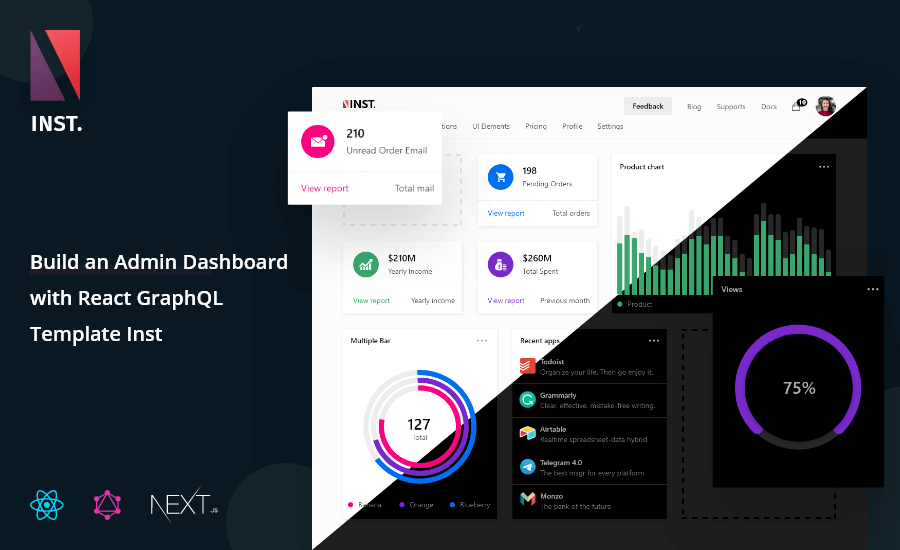 INST.
Build an Admin Dashboard
with React GraphQL
Template Inst
NEXT.JS
INST.
Feedback
Blog
Supports
Docs
10
tions
UI Elements
Pricing
Profile
Settings
210
Unread Order Email
View report
Total mail
198
Pending Orders
View report
Total orders
$210M
Yearly Income
View report
Yearly income
$260M
Total Spent
View report
Previous month
Product chart
Product
Views
75%
Multiple Bar
127
Total
Banana
Orange
Blueberry
Recent apps
Todoist
Organize your life. Then go enjoy it.
Grammarly
Clear, effective, mistake-free writing.
Airtable
Realtime spreadsheet-data hybrid
Telegram 4.0
The best msgr for every platform
Monzo
The bank of the future